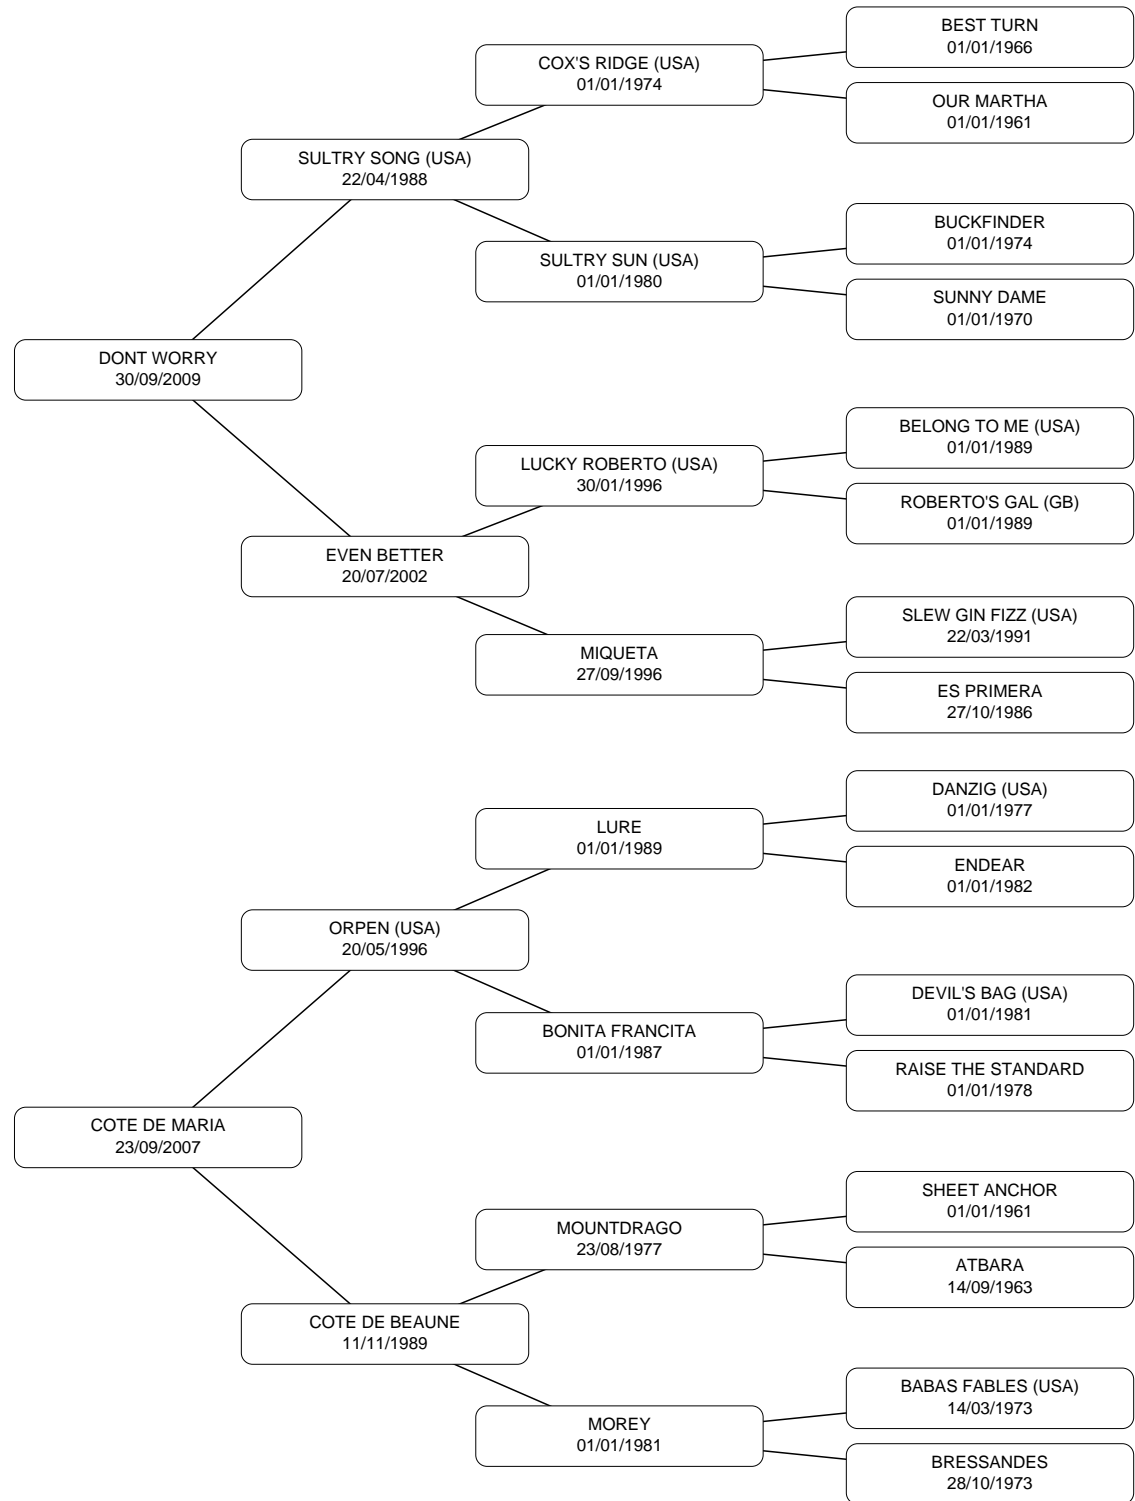 BEST TURN
01/01/1966
COX'S RIDGE (USA)
01/01/1974
OUR MARTHA
01/01/1961
SULTRY SONG (USA)
22/04/1988
BUCKFINDER
01/01/1974
SULTRY SUN (USA)
01/01/1980
SUNNY DAME
01/01/1970
DONT WORRY
30/09/2009
BELONG TO ME (USA)
01/01/1989
LUCKY ROBERTO (USA)
30/01/1996
ROBERTO'S GAL (GB)
01/01/1989
EVEN BETTER
20/07/2002
SLEW GIN FIZZ (USA)
22/03/1991
MIQUETA
27/09/1996
ES PRIMERA
27/10/1986
DANZIG (USA)
01/01/1977
LURE
01/01/1989
ENDEAR
01/01/1982
ORPEN (USA)
20/05/1996
DEVIL'S BAG (USA)
01/01/1981
BONITA FRANCITA
01/01/1987
RAISE THE STANDARD
01/01/1978
COTE DE MARIA
23/09/2007
SHEET ANCHOR
01/01/1961
MOUNTDRAGO
23/08/1977
ATBARA
14/09/1963
COTE DE BEAUNE
11/11/1989
BABAS FABLES (USA)
14/03/1973
MOREY
01/01/1981
BRESSANDES
28/10/1973